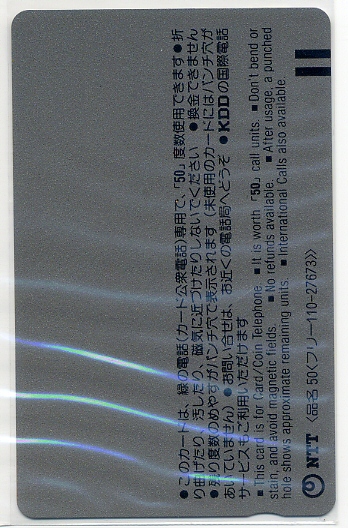 ●このカードは、緑の電話(カード公衆電話)専用で、「50」度数使用できます●折
り曲げたり、汚したり、磁気に近づけたりしないでください ●換金できません
●残り度数のめやすがパンチ穴で表示されます(未使用のカードにはパンチ穴が
あいていません)●お問い合せは、お近くの電話局へどうぞ ●KDDの国際電話
サービスもご利用いただけます
■This card is for Card/Coin Telephone. ■It is worth「50」call units. ■Don't bend or
stain, and avoid magnetic fields. ■No refunds available. ■After usage, a punched
hole shows approximate remaining units. ■International Calls also available.
NTT 〈品名 50くフリー110-27673》〉